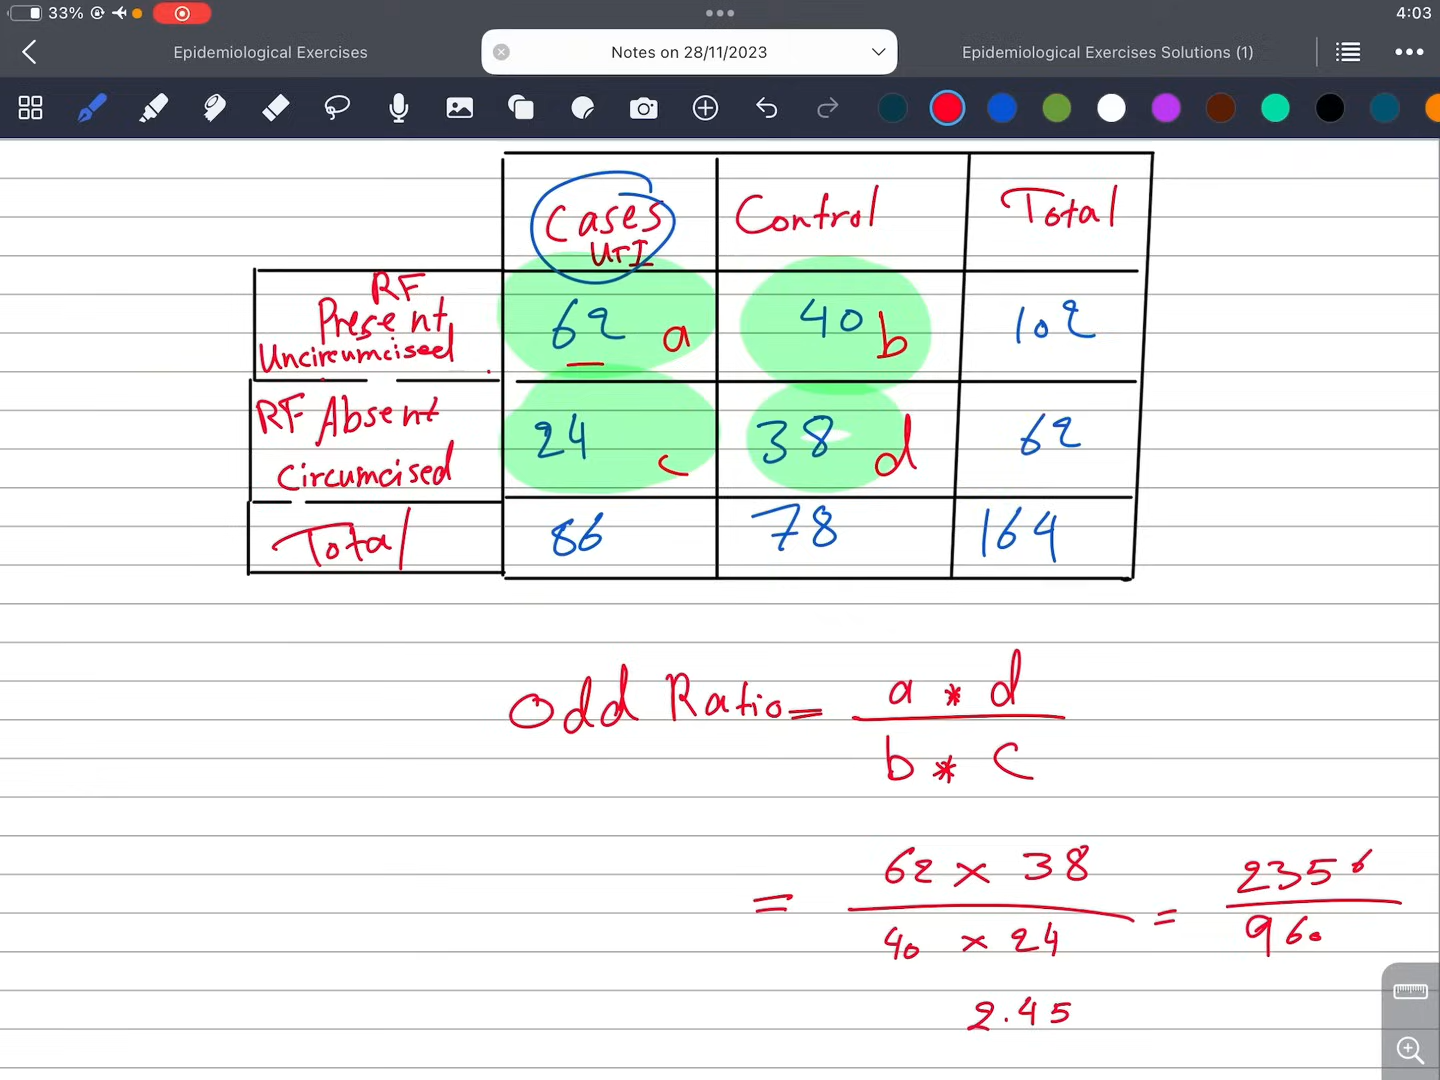 33% 4:03
Epidemiological Exercises Notes on 28/11/2023 Epidemiological Exercises Solutions (1)
Cases Control Total
UTI
RF
Present
Uncircumcised
62 a 40 b 102
RF Absent
Circumcised
24 c 38 d 62
Total 86 78 164
Odd Ratio = a * d
b * c
= 62 × 38 = 2356
40 × 24 960
2.45